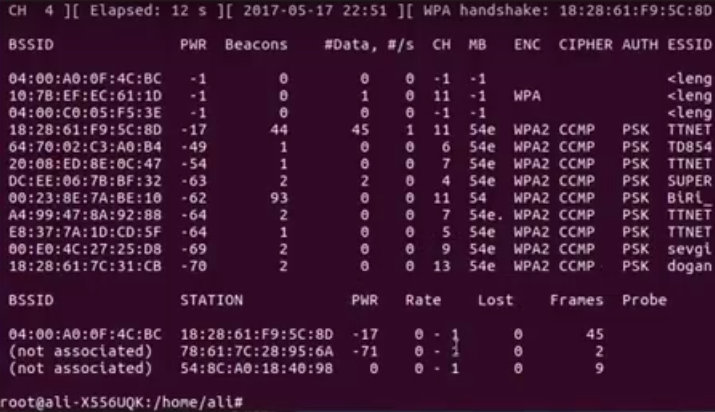 CH 4 ][ Elapsed: 12 s ][ 2017-05-17 22:51 ][ WPA handshake: 18:28:61:F9:5C:8D
BSSID PWR Beacons #Data, #/s CH MB ENC CIPHER AUTH ESSID
04:00:A0:0F:4C:BC -1 0 0 0 -1 -1 <leng
10:7B:EF:EC:61:1D -1 0 1 0 11 -1 WPA <leng
04:00:C0:05:F5:3E -1 0 0 0 -1 -1 <leng
18:28:61:F9:5C:8D -17 44 45 1 11 54e WPA2 CCMP PSK TTNET
64:70:02:C3:A0:B4 -49 1 0 0 6 54e WPA2 CCMP PSK TD854
20:08:ED:8E:0C:47 -54 1 0 0 7 54e WPA2 CCMP PSK TTNET
DC:EE:06:7B:BF:32 -63 2 2 0 4 54e WPA2 CCMP PSK SUPER
00:23:8E:7A:BE:10 -62 93 0 0 11 54 WPA2 CCMP PSK BiRi_
A4:99:47:8A:92:88 -64 2 0 0 7 54e. WPA2 CCMP PSK TTNET
E8:37:7A:1D:CD:5F -64 1 0 0 5 54e WPA2 CCMP PSK TTNET
00:E0:4C:27:25:D8 -69 2 0 0 9 54e WPA2 CCMP PSK sevgi
18:28:61:7C:31:CB -70 2 0 0 13 54e WPA2 CCMP PSK dogan
BSSID STATION PWR Rate Lost Frames Probe
04:00:A0:0F:4C:BC 18:28:61:F9:5C:8D -17 0 - 1 0 45
(not associated) 78:61:7C:28:95:6A -71 0 - 1 0 2
(not associated) 54:8C:A0:18:40:98 0 0 - 1 0 9
root@ali-X556UQK:/home/ali#